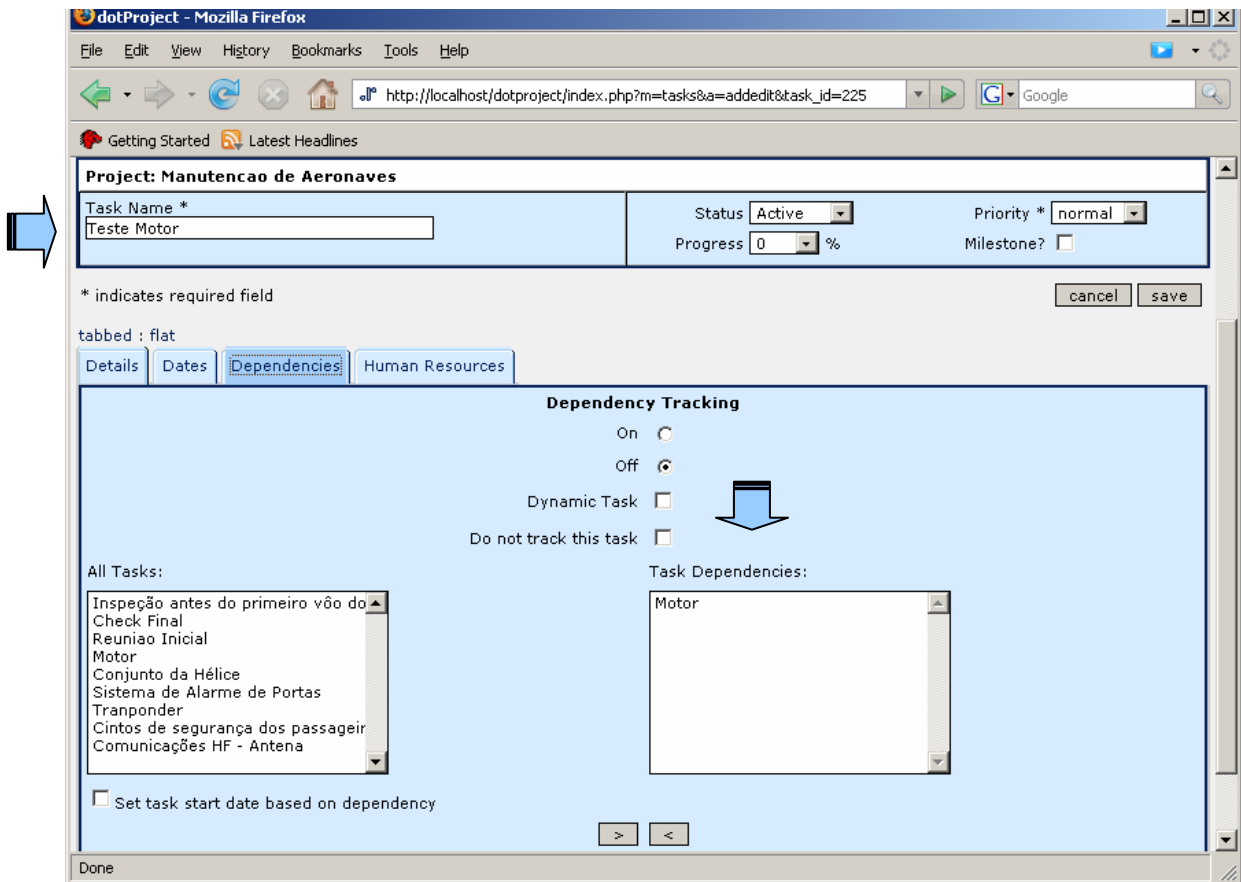 dotProject - Mozilla Firefox
File Edit View History Bookmarks Tools Help
http://localhost/dotproject/index.php?m=tasks&a=addedit&task_id=225
G Google
Getting Started Latest Headlines
Project: Manutencao de Aeronaves
Task Name *
Teste Motor
Status Active Priority * normal
Progress 0 % Milestone?
* indicates required field cancel save
tabbed : flat
Details Dates Dependencies Human Resources
Dependency Tracking
On
Off
Dynamic Task
Do not track this task
All Tasks: Task Dependencies:
Inspeção antes do primeiro vôo do Motor
Check Final
Reuniao Inicial
Motor
Conjunto da Hélice
Sistema de Alarme de Portas
Tranponder
Cintos de segurança dos passageir
Comunicações HF - Antena
Set task start date based on dependency
> <
Done